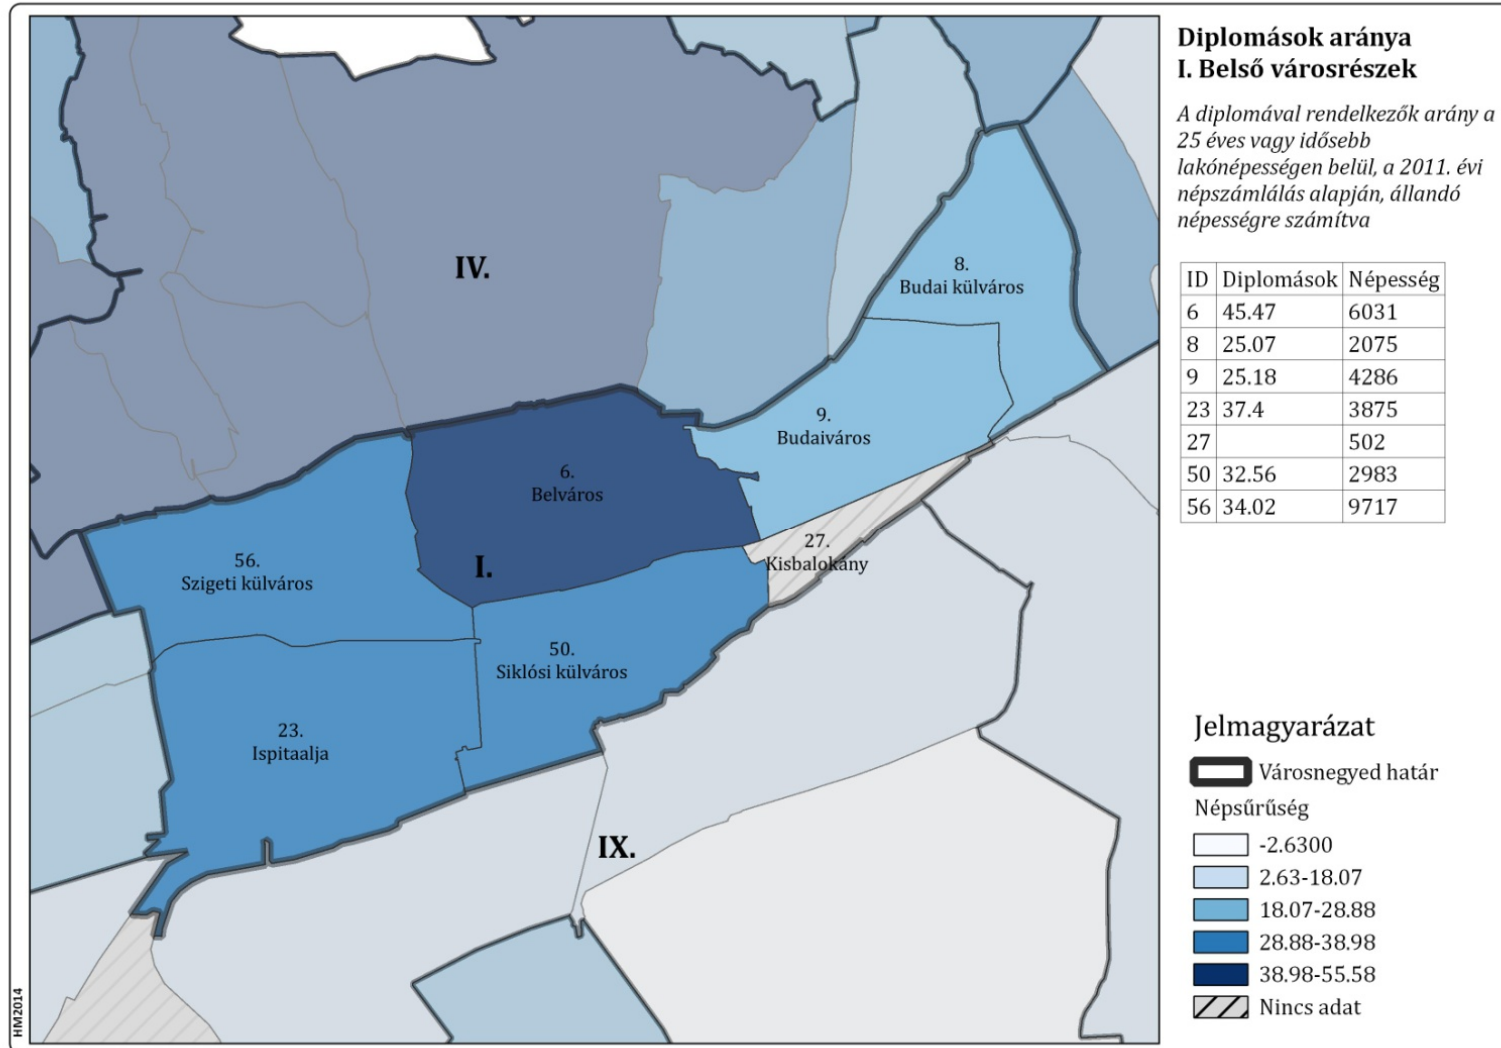 Diplomások aránya
I. Belső városrészek
A diplomával rendelkezők arány a
25 éves vagy idősebb
lakónépességen belül, a 2011. évi
népszámlálás alapján, állandó
népességre számítva
ID Diplomások Népesség
6 45.47 6031
8 25.07 2075
9 25.18 4286
23 37.4 3875
27 502
50 32.56 2983
56 34.02 9717
IV.
8.
Budai külváros
9.
Budaiváros
6.
Belváros
I.
27.
Kisbalokány
56.
Szigeti külváros
50.
Siklósi külváros
23.
Ispitaalja
IX.
Jelmagyarázat
Városnegyed határ
Népsűrűség
-2.6300
2.63-18.07
18.07-28.88
28.88-38.98
38.98-55.58
Nincs adat
HM2014